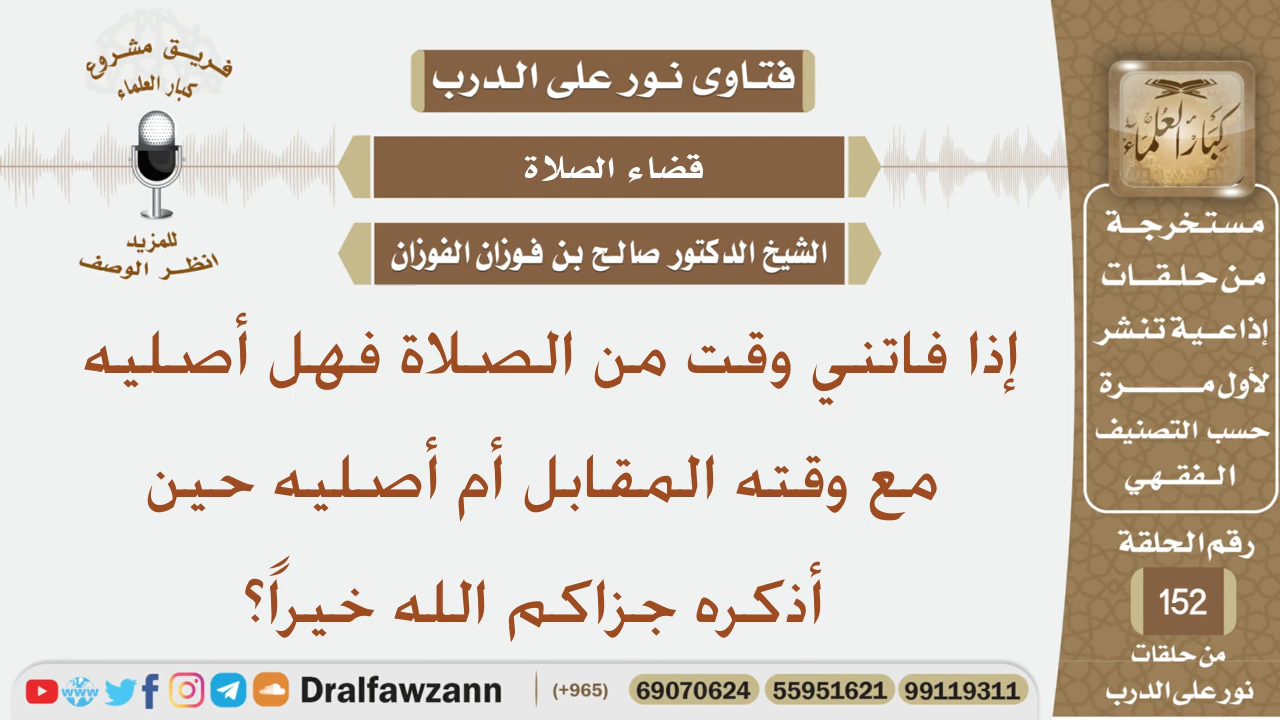 فريق مشروع
كبار العلماء
للمزيد
انظر الوصف
فتاوى نور على الدرب
قضاء الصلاة
الشيخ الدكتور صالح بن فوزان الفوزان
إذا فاتني وقت من الصلاة فهل أصليه
مع وقته المقابل أم أصليه حين
أذكره جزاكم الله خيراً؟
كبار العلماء
مستخرجة
من حلقات
إذاعية تنشر
لأول مرة
حسب التصنيف
الفقهي
رقم الحلقة
152
من حلقات
نور على الدرب
www Dralfawzann (+965) 69070624 55951621 99119311